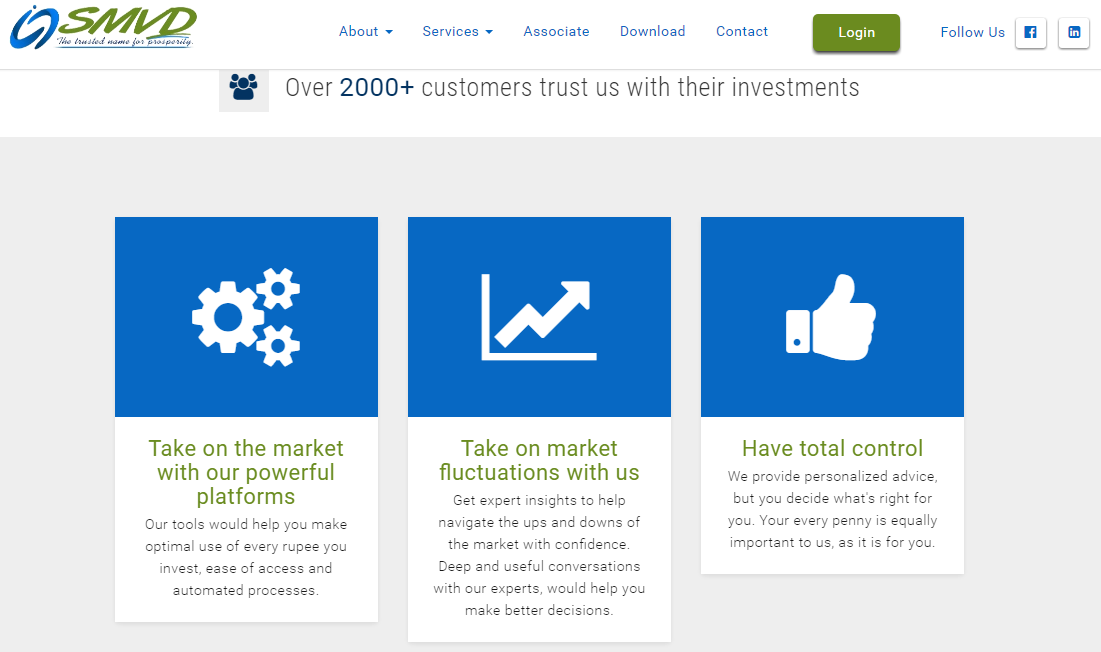 SMVD
The trusted name for prosperity.
About Services Associate Download Contact Login Follow Us
Over 2000+ customers trust us with their investments
Take on the market
with our powerful
platforms
Our tools would help you make
optimal use of every rupee you
invest, ease of access and
automated processes.
Take on market
fluctuations with us
Get expert insights to help
navigate the ups and downs of
the market with confidence.
Deep and useful conversations
with our experts, would help you
make better decisions.
Have total control
We provide personalized advice,
but you decide what's right for
you. Your every penny is equally
important to us, as it is for you.